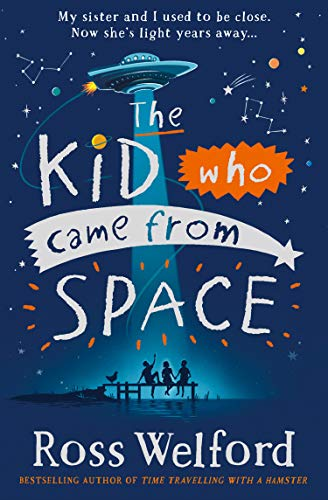 My sister and I used to be close.
Now she's light years away...
The
KiD who
came from
SPACE
Ross Welford
BESTSELLING AUTHOR OF TIME TRAVELLING WITH A HAMSTER